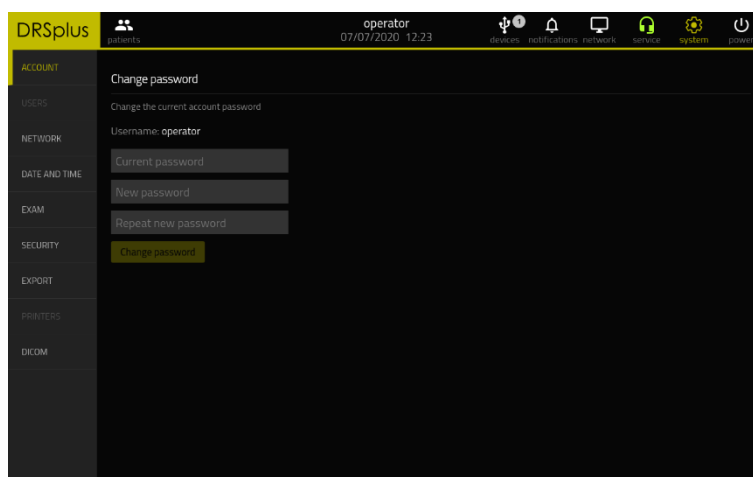 DRSplus
patients
operator
07/07/2020 12:23
1
devices
notifications
network
service
system
power
ACCOUNT
USERS
NETWORK
DATE AND TIME
EXAM
SECURITY
EXPORT
PRINTERS
DICOM
Change password
Change the current account password
Username: operator
Current password
New password
Repeat new password
Change password